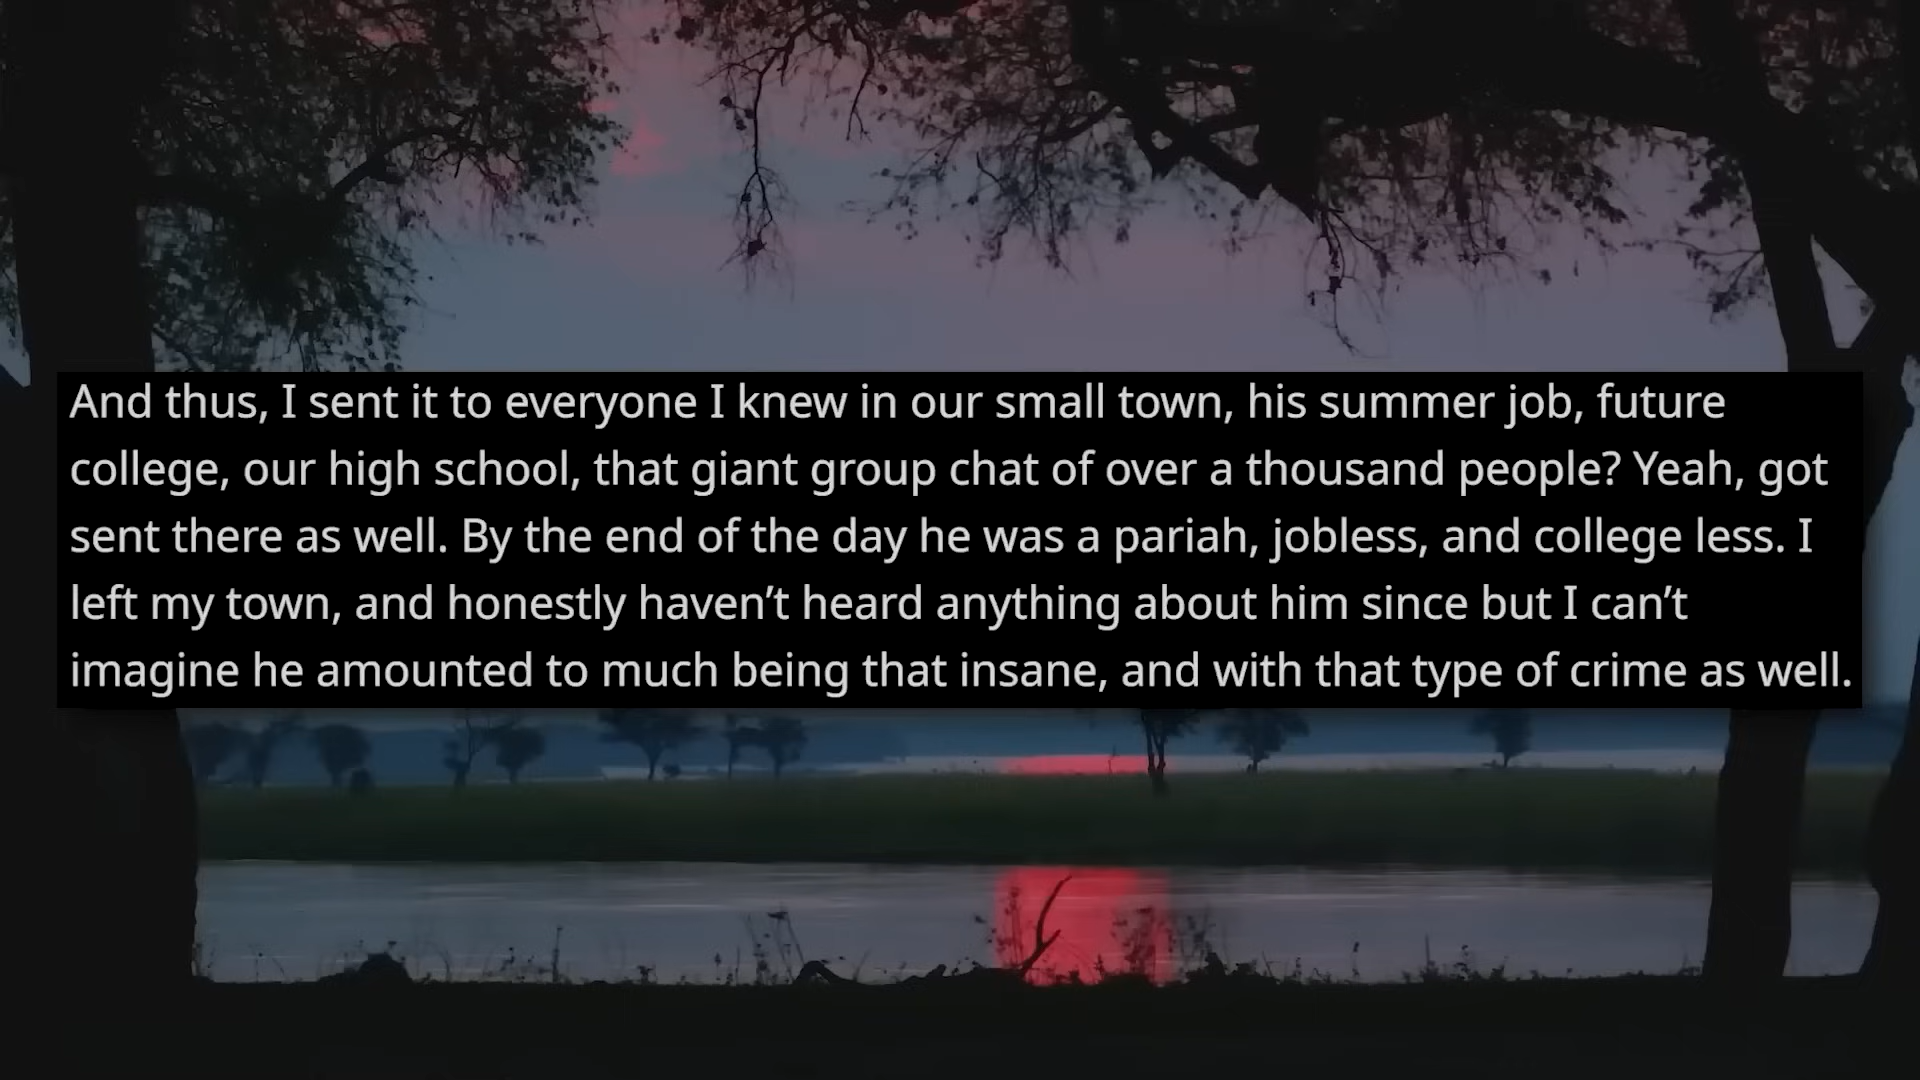 And thus, I sent it to everyone I knew in our small town, his summer job, future
college, our high school, that giant group chat of over a thousand people? Yeah, got
sent there as well. By the end of the day he was a pariah, jobless, and college less. I
left my town, and honestly haven’t heard anything about him since but I can’t
imagine he amounted to much being that insane, and with that type of crime as well.